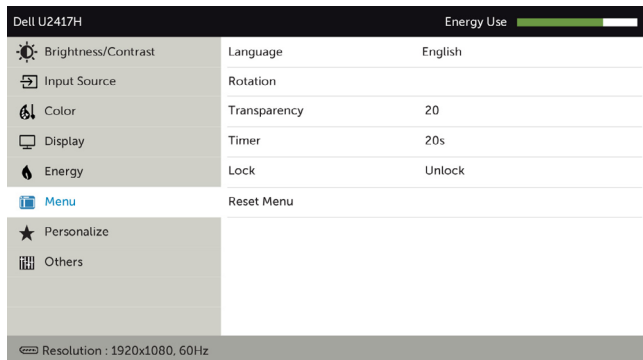 Dell U2417H Energy Use
Brightness/Contrast Language English
Input Source Rotation
Color Transparency 20
Display Timer 20s
Energy Lock Unlock
Menu Reset Menu
Personalize
Others
Resolution : 1920x1080, 60Hz